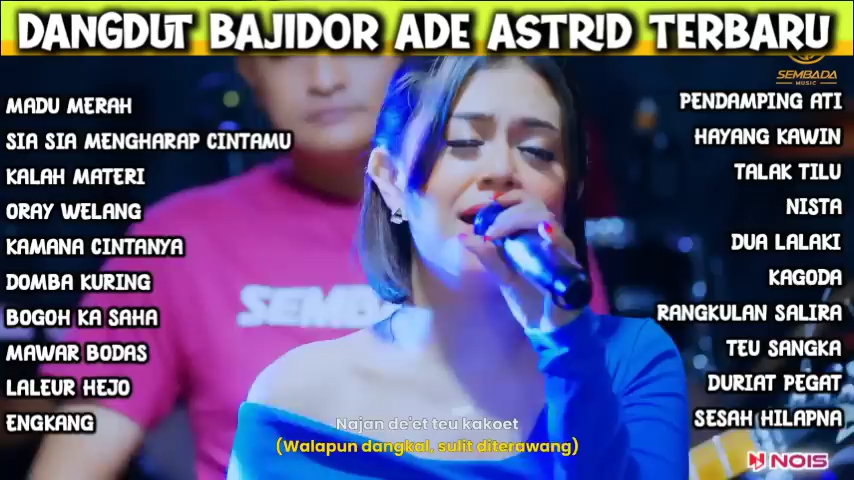 DANGDUT BAJIDOR ADE ASTRID TERBARU
SEMBADA
MUSIC
MADU MERAH
SIA SIA MENGHARAP CINTAMU
KALAH MATERI
ORAY WELANG
KAMANA CINTANYA
DOMBA KURING
BOGOH KA SAHA
MAWAR BODAS
LALEUR HEJO
ENGKANG
PENDAMPING ATI
HAYANG KAWIN
TALAK TILU
NISTA
DUA LALAKI
KAGODA
RANGKULAN SALIRA
TEU SANGKA
DURIAT PEGAT
SESAH HILAPNA
SEMB
Najan de'et teu kakoet
(Walapun dangkal, sulit diterawang)
NOIS